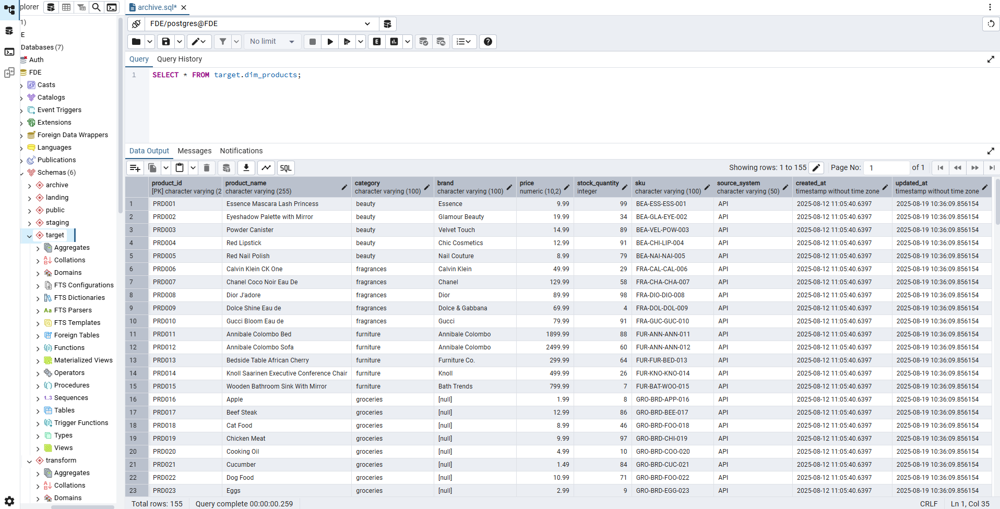 plorer
archive.sql*
1)
FDE/postgres@FDE
E
No limit
Databases (7)
Auth
FDE
Casts
Catalogs
Event Triggers
Extensions
Foreign Data Wrappers
Languages
Publications
Schemas (6)
archive
landing
public
staging
target
Aggregates
Collations
Domains
FTS Configurations
FTS Dictionaries
Aa FTS Parsers
FTS Templates
Foreign Tables
Functions
Materialized Views
Operators
Procedures
1..3 Sequences
Tables
Trigger Functions
Types
Views
transform
Aggregates
Collations
Domains
Query Query History
1 SELECT * FROM target.dim_products;
Data Output Messages Notifications
SQL Showing rows: 1 to 155 Page No: 1 of 1
product_id product_name category brand price stock_quantity sku source_system created_at updated_at
[PK] character varying (2 character varying (255) character varying (100) character varying (100) numeric (10,2) integer character varying (100) character varying (50) timestamp without time zone timestamp without time zone
1 PRD001 Essence Mascara Lash Princess beauty Essence 9.99 99 BEA-ESS-ESS-001 API 2025-08-12 11:05:40.6397 2025-08-19 10:36:09.856154
2 PRD002 Eyeshadow Palette with Mirror beauty Glamour Beauty 19.99 34 BEA-GLA-EYE-002 API 2025-08-12 11:05:40.6397 2025-08-19 10:36:09.856154
3 PRD003 Powder Canister beauty Velvet Touch 14.99 89 BEA-VEL-POW-003 API 2025-08-12 11:05:40.6397 2025-08-19 10:36:09.856154
4 PRD004 Red Lipstick beauty Chic Cosmetics 12.99 91 BEA-CHI-LIP-004 API 2025-08-12 11:05:40.6397 2025-08-19 10:36:09.856154
5 PRD005 Red Nail Polish beauty Nail Couture 8.99 79 BEA-NAI-NAI-005 API 2025-08-12 11:05:40.6397 2025-08-19 10:36:09.856154
6 PRD006 Calvin Klein CK One fragrances Calvin Klein 49.99 29 FRA-CAL-CAL-006 API 2025-08-12 11:05:40.6397 2025-08-19 10:36:09.856154
7 PRD007 Chanel Coco Noir Eau De fragrances Chanel 129.99 58 FRA-CHA-CHA-007 API 2025-08-12 11:05:40.6397 2025-08-19 10:36:09.856154
8 PRD008 Dior J'adore fragrances Dior 89.99 98 FRA-DIO-DIO-008 API 2025-08-12 11:05:40.6397 2025-08-19 10:36:09.856154
9 PRD009 Dolce Shine Eau de fragrances Dolce & Gabbana 69.99 4 FRA-DOL-DOL-009 API 2025-08-12 11:05:40.6397 2025-08-19 10:36:09.856154
10 PRD010 Gucci Bloom Eau de fragrances Gucci 79.99 91 FRA-GUC-GUC-010 API 2025-08-12 11:05:40.6397 2025-08-19 10:36:09.856154
11 PRD011 Annibale Colombo Bed furniture Annibale Colombo 1899.99 88 FUR-ANN-ANN-011 API 2025-08-12 11:05:40.6397 2025-08-19 10:36:09.856154
12 PRD012 Annibale Colombo Sofa furniture Annibale Colombo 2499.99 60 FUR-ANN-ANN-012 API 2025-08-12 11:05:40.6397 2025-08-19 10:36:09.856154
13 PRD013 Bedside Table African Cherry furniture Furniture Co. 299.99 64 FUR-FUR-BED-013 API 2025-08-12 11:05:40.6397 2025-08-19 10:36:09.856154
14 PRD014 Knoll Saarinen Executive Conference Chair furniture Knoll 499.99 26 FUR-KNO-KNO-014 API 2025-08-12 11:05:40.6397 2025-08-19 10:36:09.856154
15 PRD015 Wooden Bathroom Sink With Mirror furniture Bath Trends 799.99 7 FUR-BAT-WOO-015 API 2025-08-12 11:05:40.6397 2025-08-19 10:36:09.856154
16 PRD016 Apple groceries [null] 1.99 8 GRO-BRD-APP-016 API 2025-08-12 11:05:40.6397 2025-08-19 10:36:09.856154
17 PRD017 Beef Steak groceries [null] 12.99 86 GRO-BRD-BEE-017 API 2025-08-12 11:05:40.6397 2025-08-19 10:36:09.856154
18 PRD018 Cat Food groceries [null] 8.99 46 GRO-BRD-FOO-018 API 2025-08-12 11:05:40.6397 2025-08-19 10:36:09.856154
19 PRD019 Chicken Meat groceries [null] 9.99 97 GRO-BRD-CHI-019 API 2025-08-12 11:05:40.6397 2025-08-19 10:36:09.856154
20 PRD020 Cooking Oil groceries [null] 4.99 10 GRO-BRD-COO-020 API 2025-08-12 11:05:40.6397 2025-08-19 10:36:09.856154
21 PRD021 Cucumber groceries [null] 1.49 84 GRO-BRD-CUC-021 API 2025-08-12 11:05:40.6397 2025-08-19 10:36:09.856154
22 PRD022 Dog Food groceries [null] 10.99 71 GRO-BRD-FOO-022 API 2025-08-12 11:05:40.6397 2025-08-19 10:36:09.856154
23 PRD023 Eggs groceries [null] 2.99 9 GRO-BRD-EGG-023 API 2025-08-12 11:05:40.6397 2025-08-19 10:36:09.856154
Total rows: 155 Query complete 00:00:00.259 CRLF Ln 1, Col 35